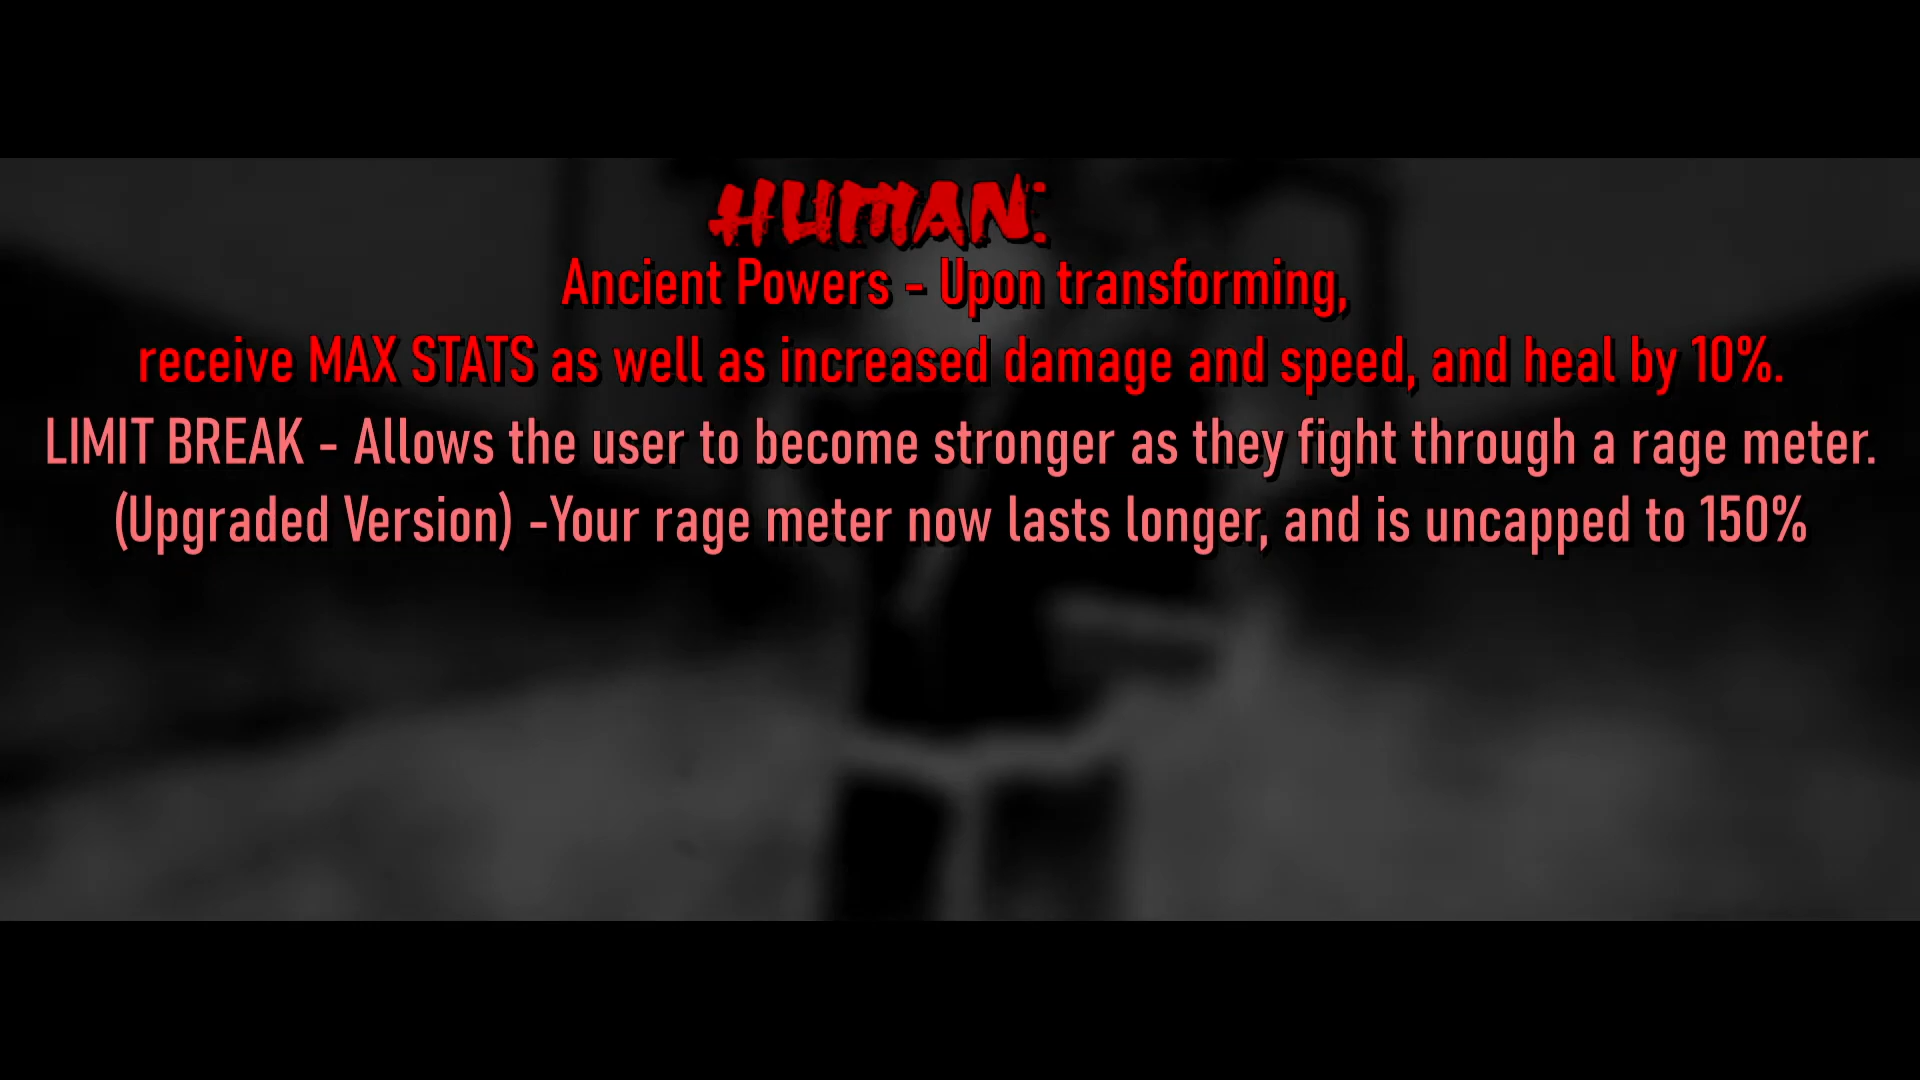 HUMAN:
Ancient Powers - Upon transforming,
receive MAX STATS as well as increased damage and speed, and heal by 10%.
LIMIT BREAK - Allows the user to become stronger as they fight through a rage meter.
(Upgraded Version) -Your rage meter now lasts longer, and is uncapped to 150%